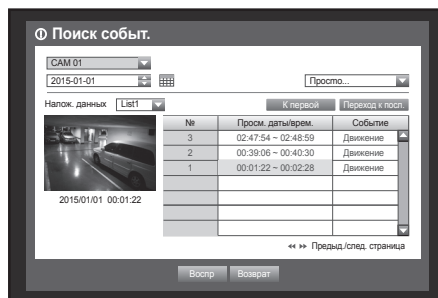 Поиск событ.
CAM 01
2015-01-01
Просто...
Налож. данных List1 К первой Переход к посл.
№ Просм. даты/врем. Событие
3 02:47:54 ~ 02:48:59 Движение
2 00:39:06 ~ 00:40:30 Движение
1 00:01:22 ~ 00:02:28 Движение
2015/01/01 00:01:22
Предыд./след. страница
Воспр Возврат